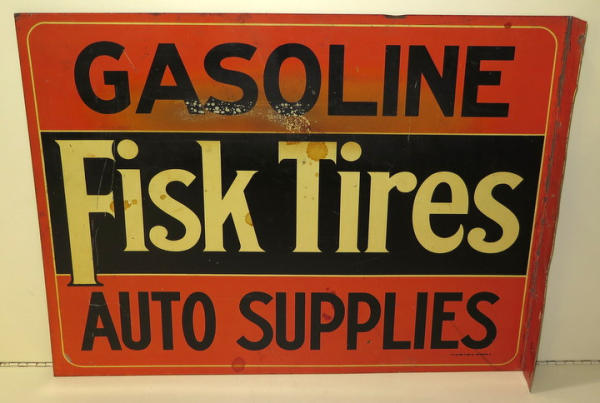 GASOLINE
Fisk Tires
AUTO SUPPLIES